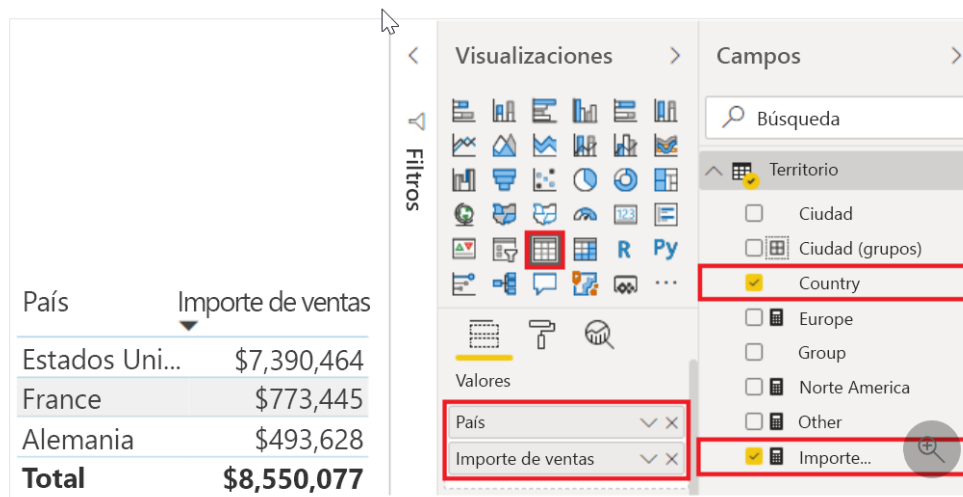 Visualizaciones
Campos
Búsqueda
Filtros
Territorio
Ciudad
Ciudad (grupos)
Country
Europe
Group
Norte America
Other
Importe...
123
R
Py
...
Valores
País
Importe de ventas
País Importe de ventas
Estados Uni... $7,390,464
France $773,445
Alemania $493,628
Total $8,550,077